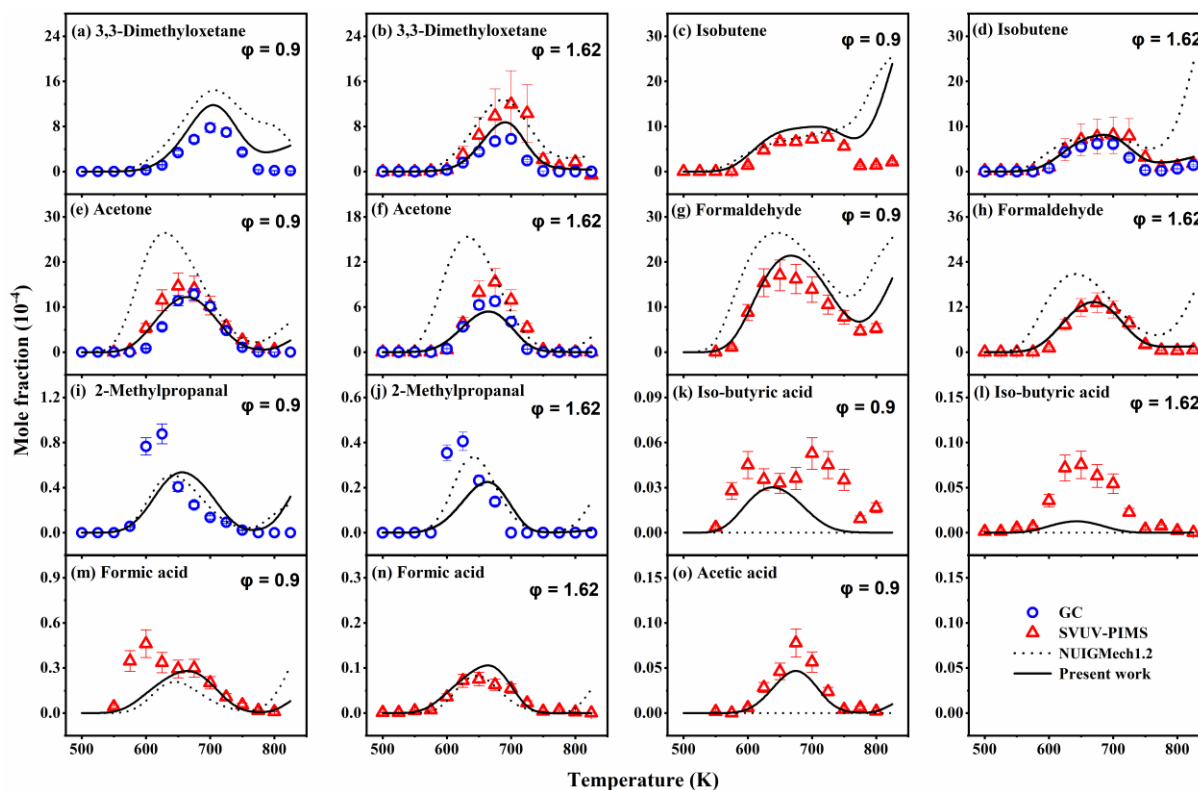 (a) 3,3-Dimethyloxetane
φ = 0.9
(b) 3,3-Dimethyloxetane
φ = 1.62
(c) Isobutene
φ = 0.9
(d) Isobutene
φ = 1.62
24
16
8
0
24
16
8
0
30
20
10
0
30
20
10
0
(e) Acetone
φ = 0.9
(f) Acetone
φ = 1.62
(g) Formaldehyde
φ = 0.9
(h) Formaldehyde
φ = 1.62
30
20
10
0
18
12
6
0
30
20
10
0
36
24
12
0
(i) 2-Methylpropanal
φ = 0.9
(j) 2-Methylpropanal
φ = 1.62
(k) Iso-butyric acid
φ = 0.9
(l) Iso-butyric acid
φ = 1.62
1.2
0.8
0.4
0.0
0.6
0.4
0.2
0.0
0.09
0.06
0.03
0.00
0.15
0.10
0.05
0.00
(m) Formic acid
φ = 0.9
(n) Formic acid
φ = 1.62
(o) Acetic acid
φ = 0.9
0.9
0.6
0.3
0.0
0.3
0.2
0.1
0.0
0.15
0.10
0.05
0.00
0.15
0.10
0.05
0.00
GC
SVUV-PIMS
NUIGMech1.2
Present work
500 600 700 800
500 600 700 800
500 600 700 800
500 600 700 800
Mole fraction (10⁻⁴)
Temperature (K)